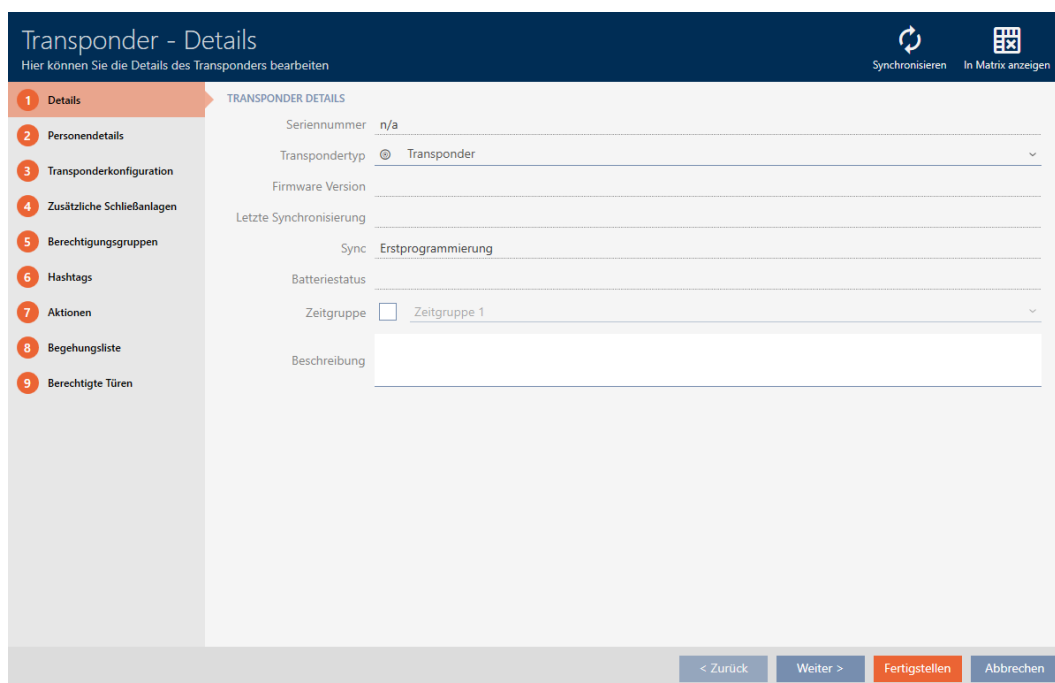 Transponder - Details
Hier können Sie die Details des Transponders bearbeiten
Synchronisieren
In Matrix anzeigen
1 Details
2 Personendetails
3 Transponderkonfiguration
4 Zusätzliche Schließanlagen
5 Berechtigungsgruppen
6 Hashtags
7 Aktionen
8 Begehungsliste
9 Berechtigte Türen
TRANSPONDER DETAILS
Seriennummer n/a
Transpondertyp Transponder
Firmware Version
Letzte Synchronisierung
Sync Erstprogrammierung
Batteriestatus
Zeitgruppe Zeitgruppe 1
Beschreibung
< Zurück
Weiter >
Fertigstellen
Abbrechen